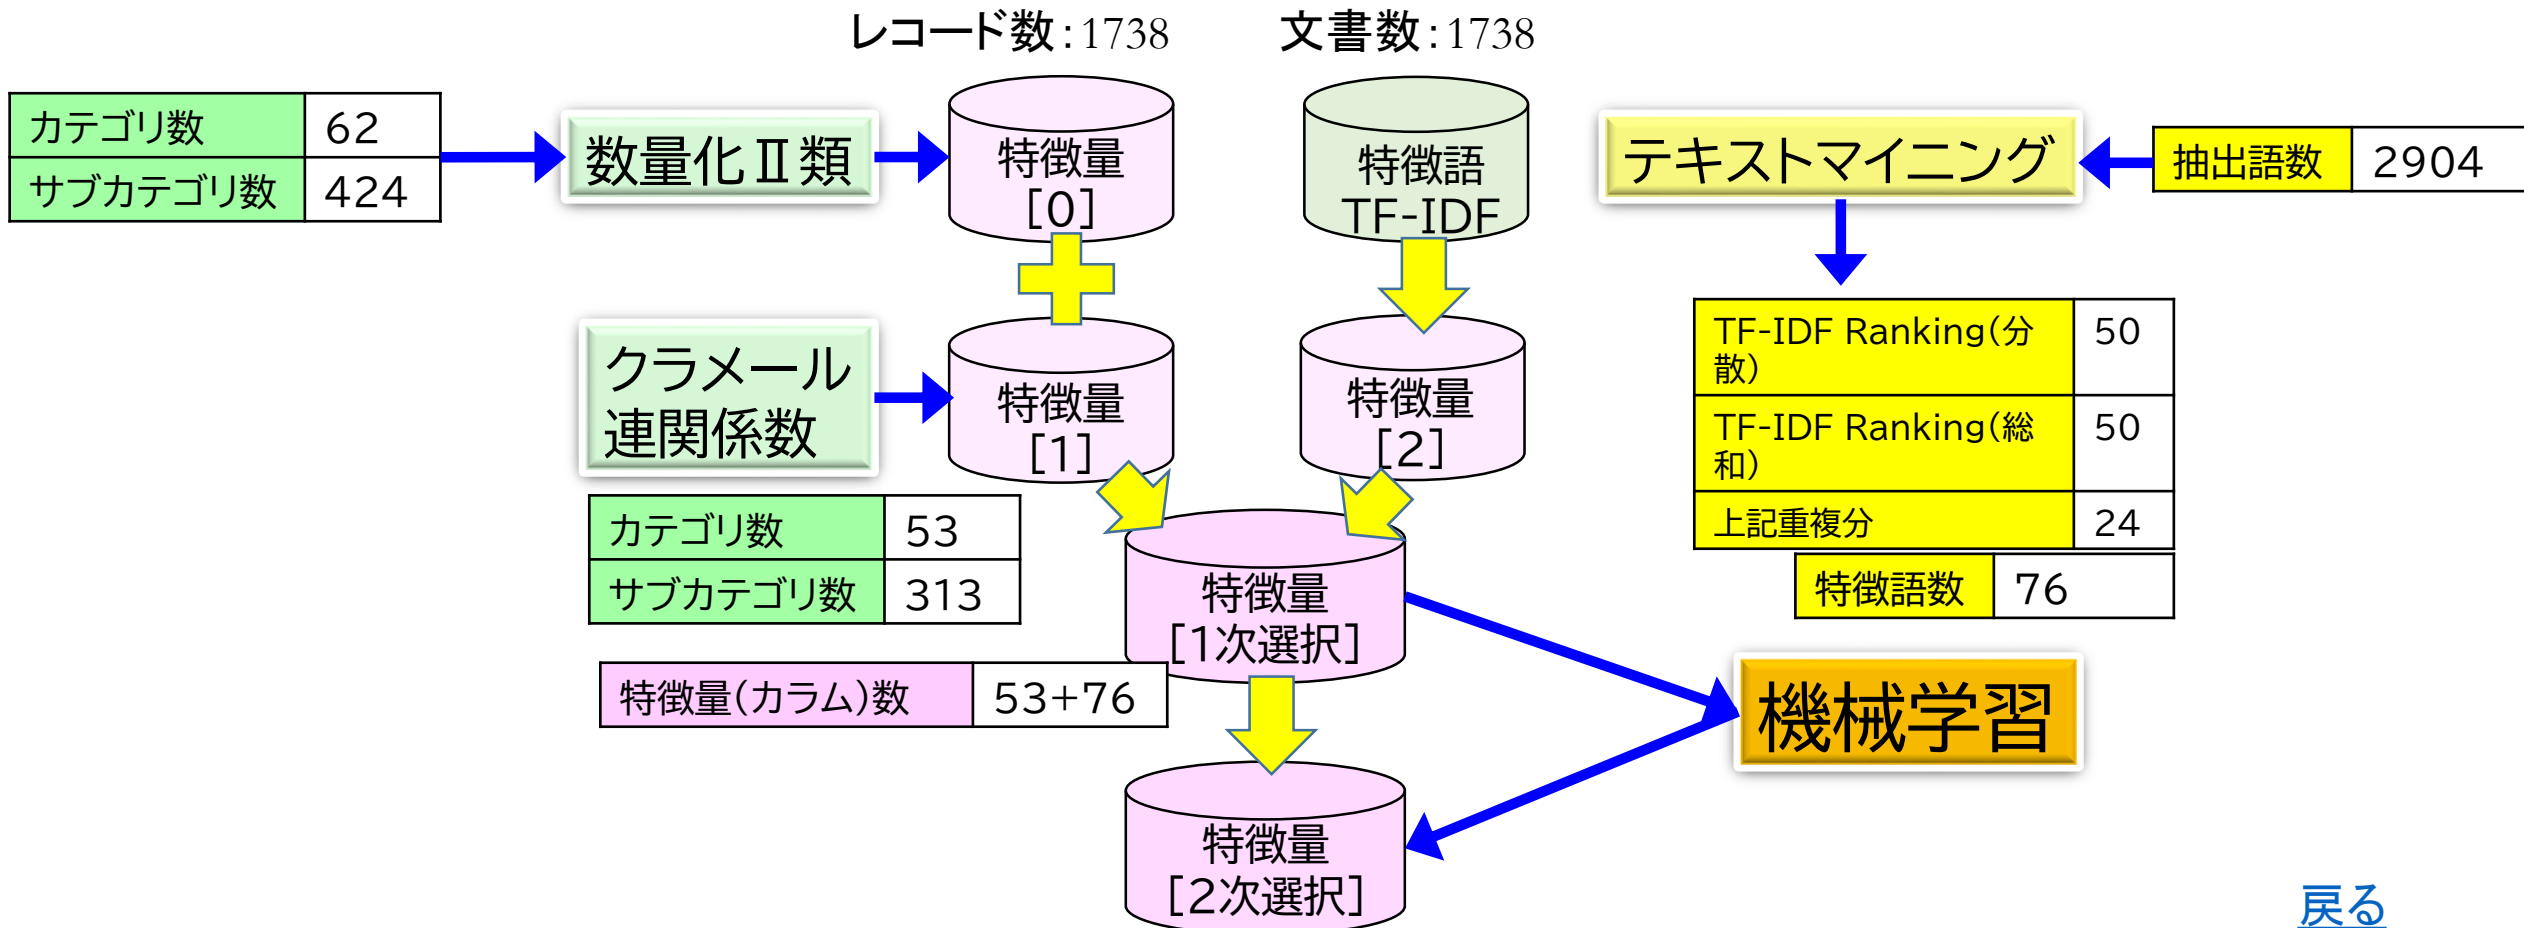 レコード数:1738
文書数:1738
カテゴリ数 62
サブカテゴリ数 424
数量化Ⅱ類
特徴量
[0]
特徴語
TF-IDF
テキストマイニング
抽出語数 2904
クラメール
連関係数
特徴量
[1]
特徴量
[2]
TF-IDF Ranking(分
散) 50
TF-IDF Ranking(総
和) 50
上記重複分 24
特徴語数 76
カテゴリ数 53
サブカテゴリ数 313
特徴量
[1次選択]
特徴量(カラム)数 53+76
機械学習
特徴量
[2次選択]
戻る